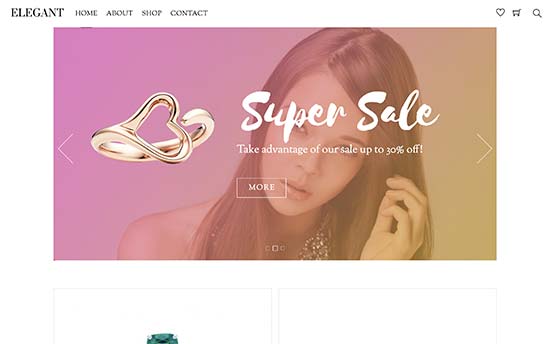 ELEGANT HOME ABOUT SHOP CONTACT
Super Sale
Take advantage of our sale up to 30% off!
MORE